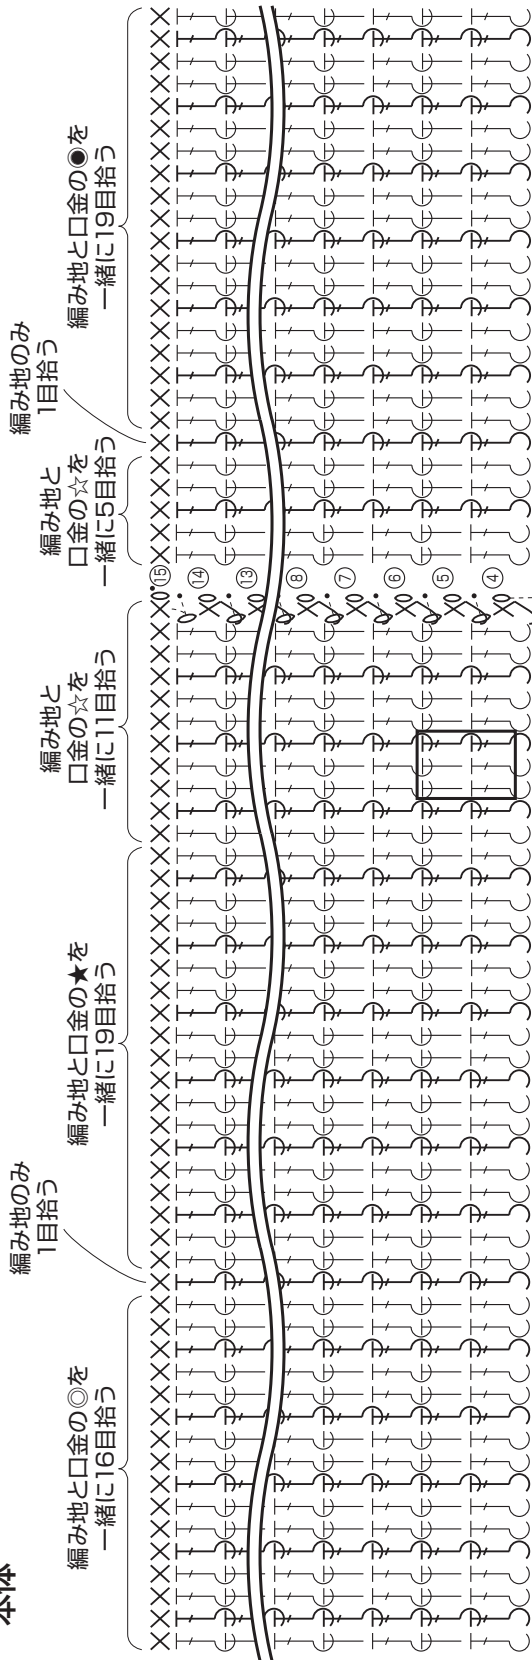 本体
編み地と口金の◎を
一緒に16目拾う
編み地のみ
1目拾う
編み地と口金の★を
一緒に19目拾う
編み地と
口金の☆を
一緒に11目拾う
編み地と
口金の☆を
一緒に5目拾う
編み地のみ
1目拾う
編み地と口金の◉を
一緒に19目拾う
⑮
⑭
⑬
⑧
⑦
⑥
⑤
④